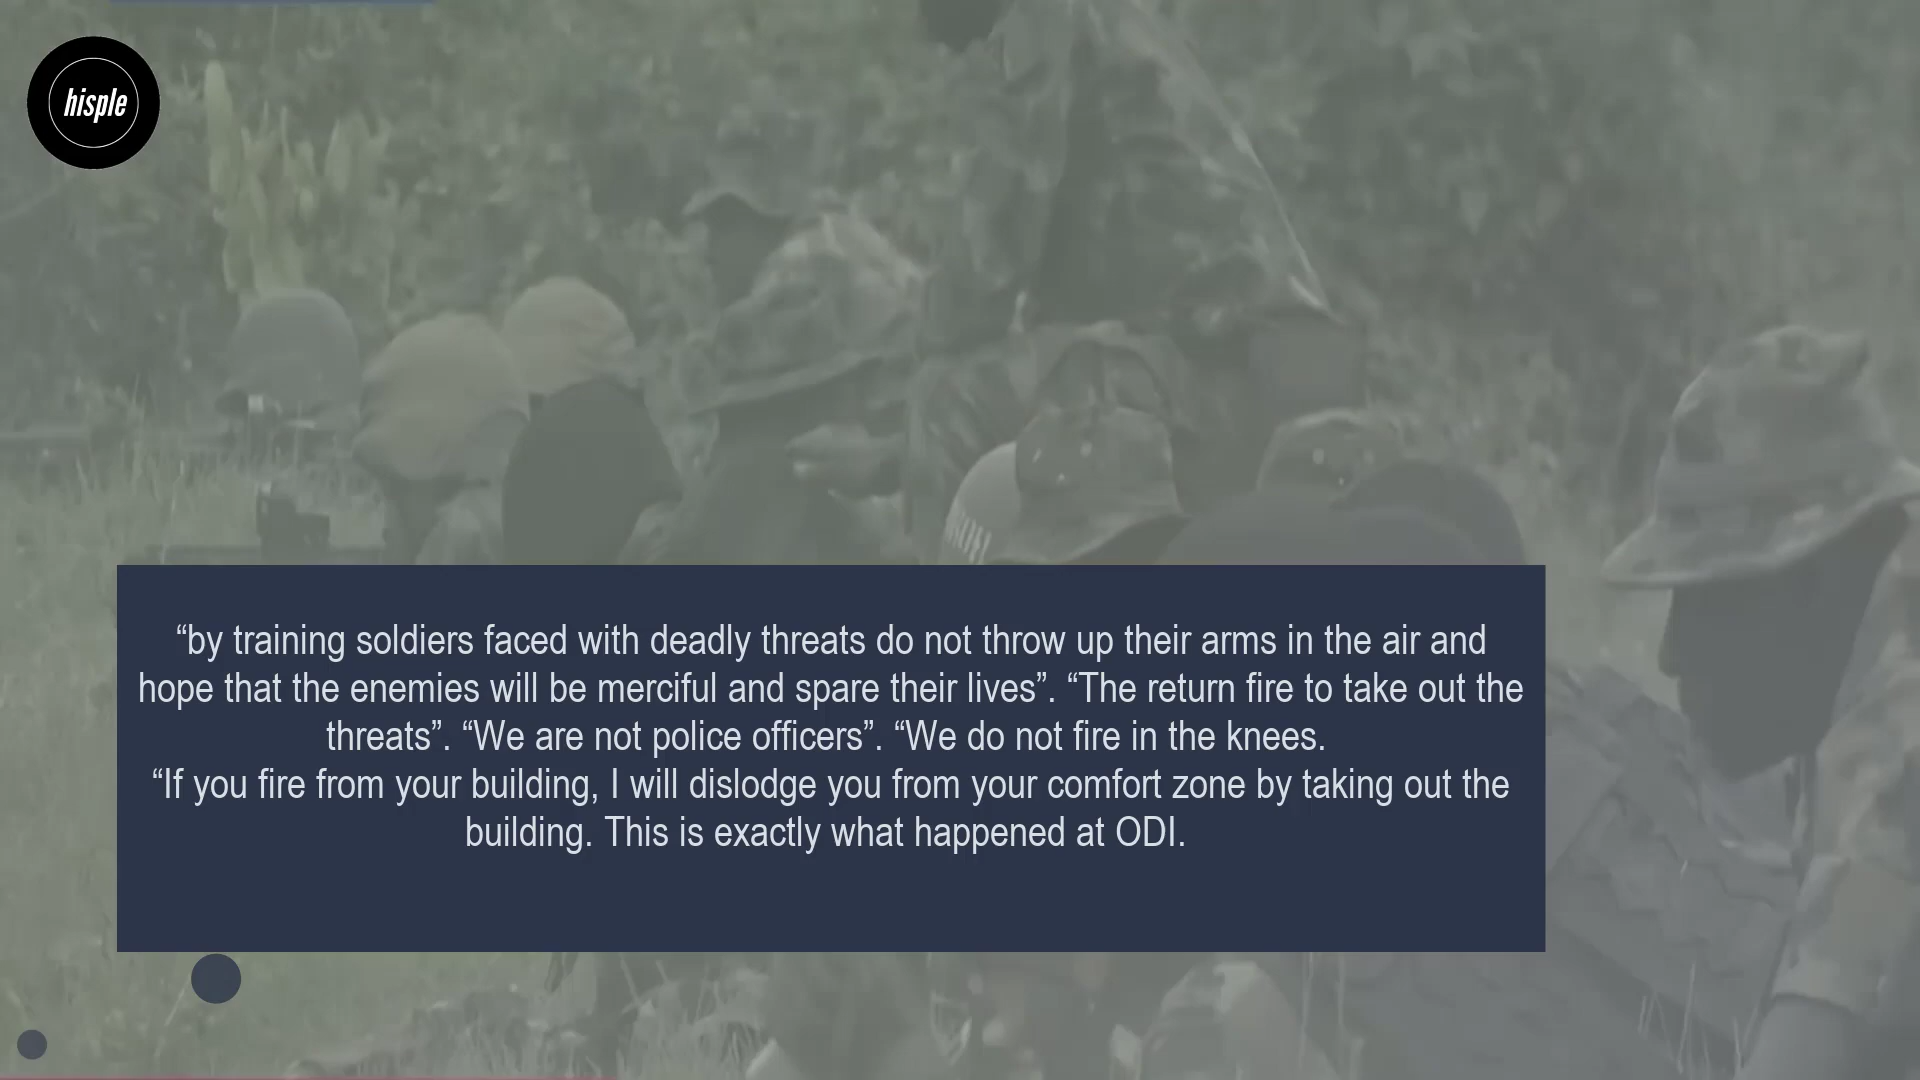 hisple
“by training soldiers faced with deadly threats do not throw up their arms in the air and
hope that the enemies will be merciful and spare their lives”. “The return fire to take out the
threats”. “We are not police officers”. “We do not fire in the knees.
“If you fire from your building, I will dislodge you from your comfort zone by taking out the
building. This is exactly what happened at ODI.